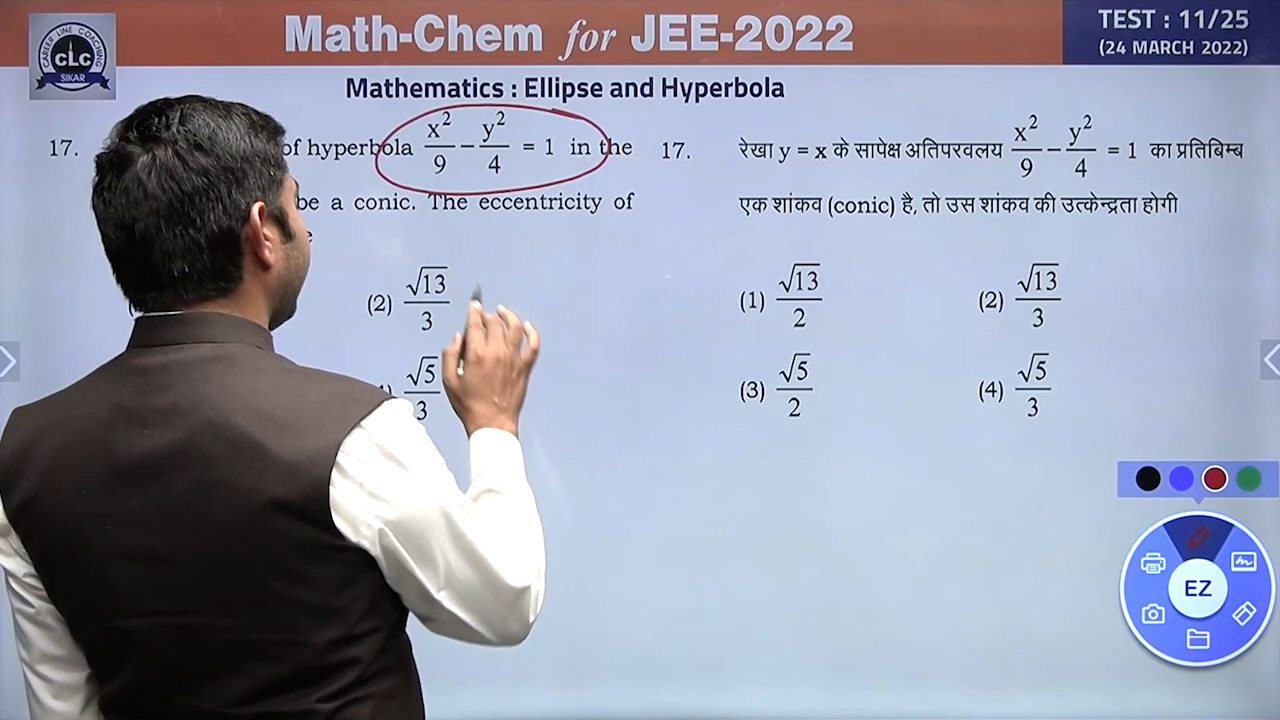 Math-Chem for JEE-2022
TEST : 11/25
(24 MARCH 2022)
CAREER LINE COACHING
CLC
SIKAR
Mathematics : Ellipse and Hyperbola
17. of hyperbola x²/9 − y²/4 = 1 in the
be a conic. The eccentricity of
(2) √13/3
√5/3
17. रेखा y = x के सापेक्ष अतिपरवलय x²/9 − y²/4 = 1 का प्रतिबिम्ब
एक शांकव (conic) है, तो उस शांकव की उत्केन्द्रता होगी
(1) √13/2 (2) √13/3
(3) √5/2 (4) √5/3
EZ